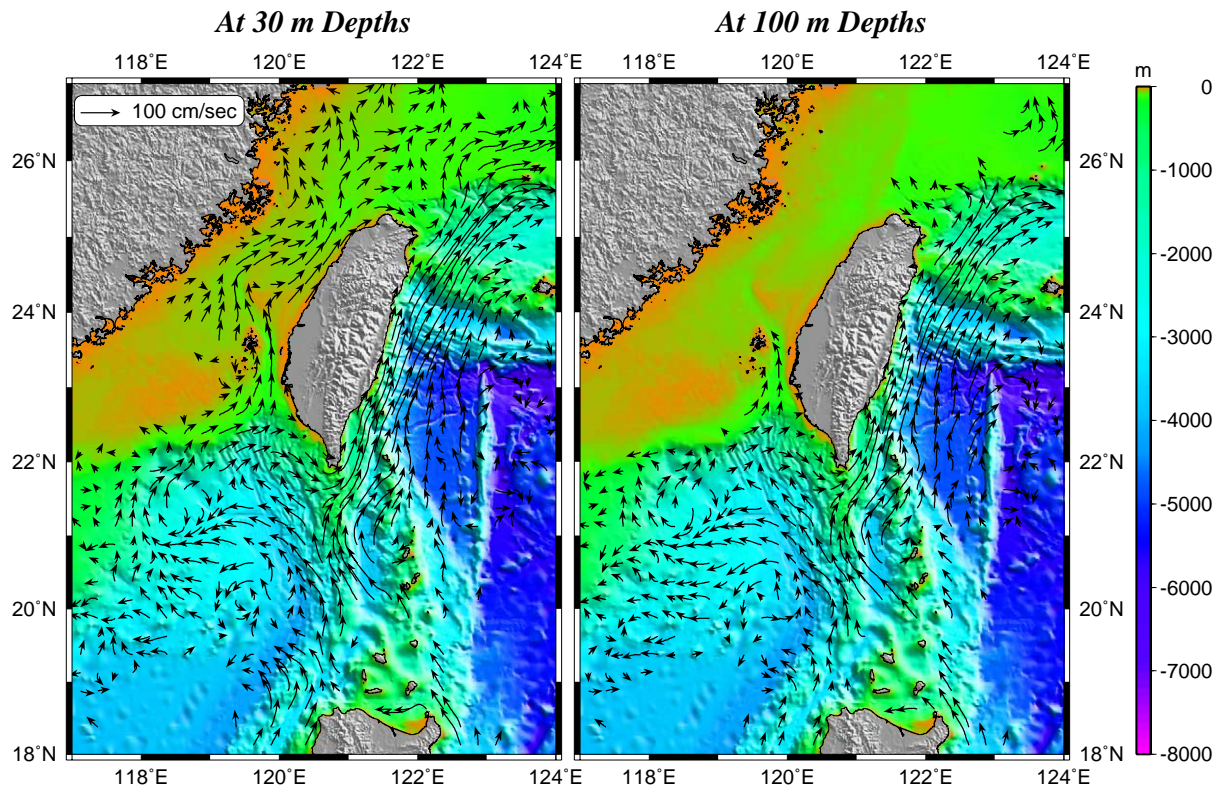 At 30 m Depths
At 100 m Depths
118˚E 120˚E 122˚E 124˚E
118˚E 120˚E 122˚E 124˚E
m
100 cm/sec
0
26˚N
26˚N
-1000
-2000
24˚N
24˚N
-3000
-4000
22˚N
22˚N
-5000
-6000
20˚N
20˚N
-7000
18˚N
18˚N
-8000
118˚E 120˚E 122˚E 124˚E
118˚E 120˚E 122˚E 124˚E